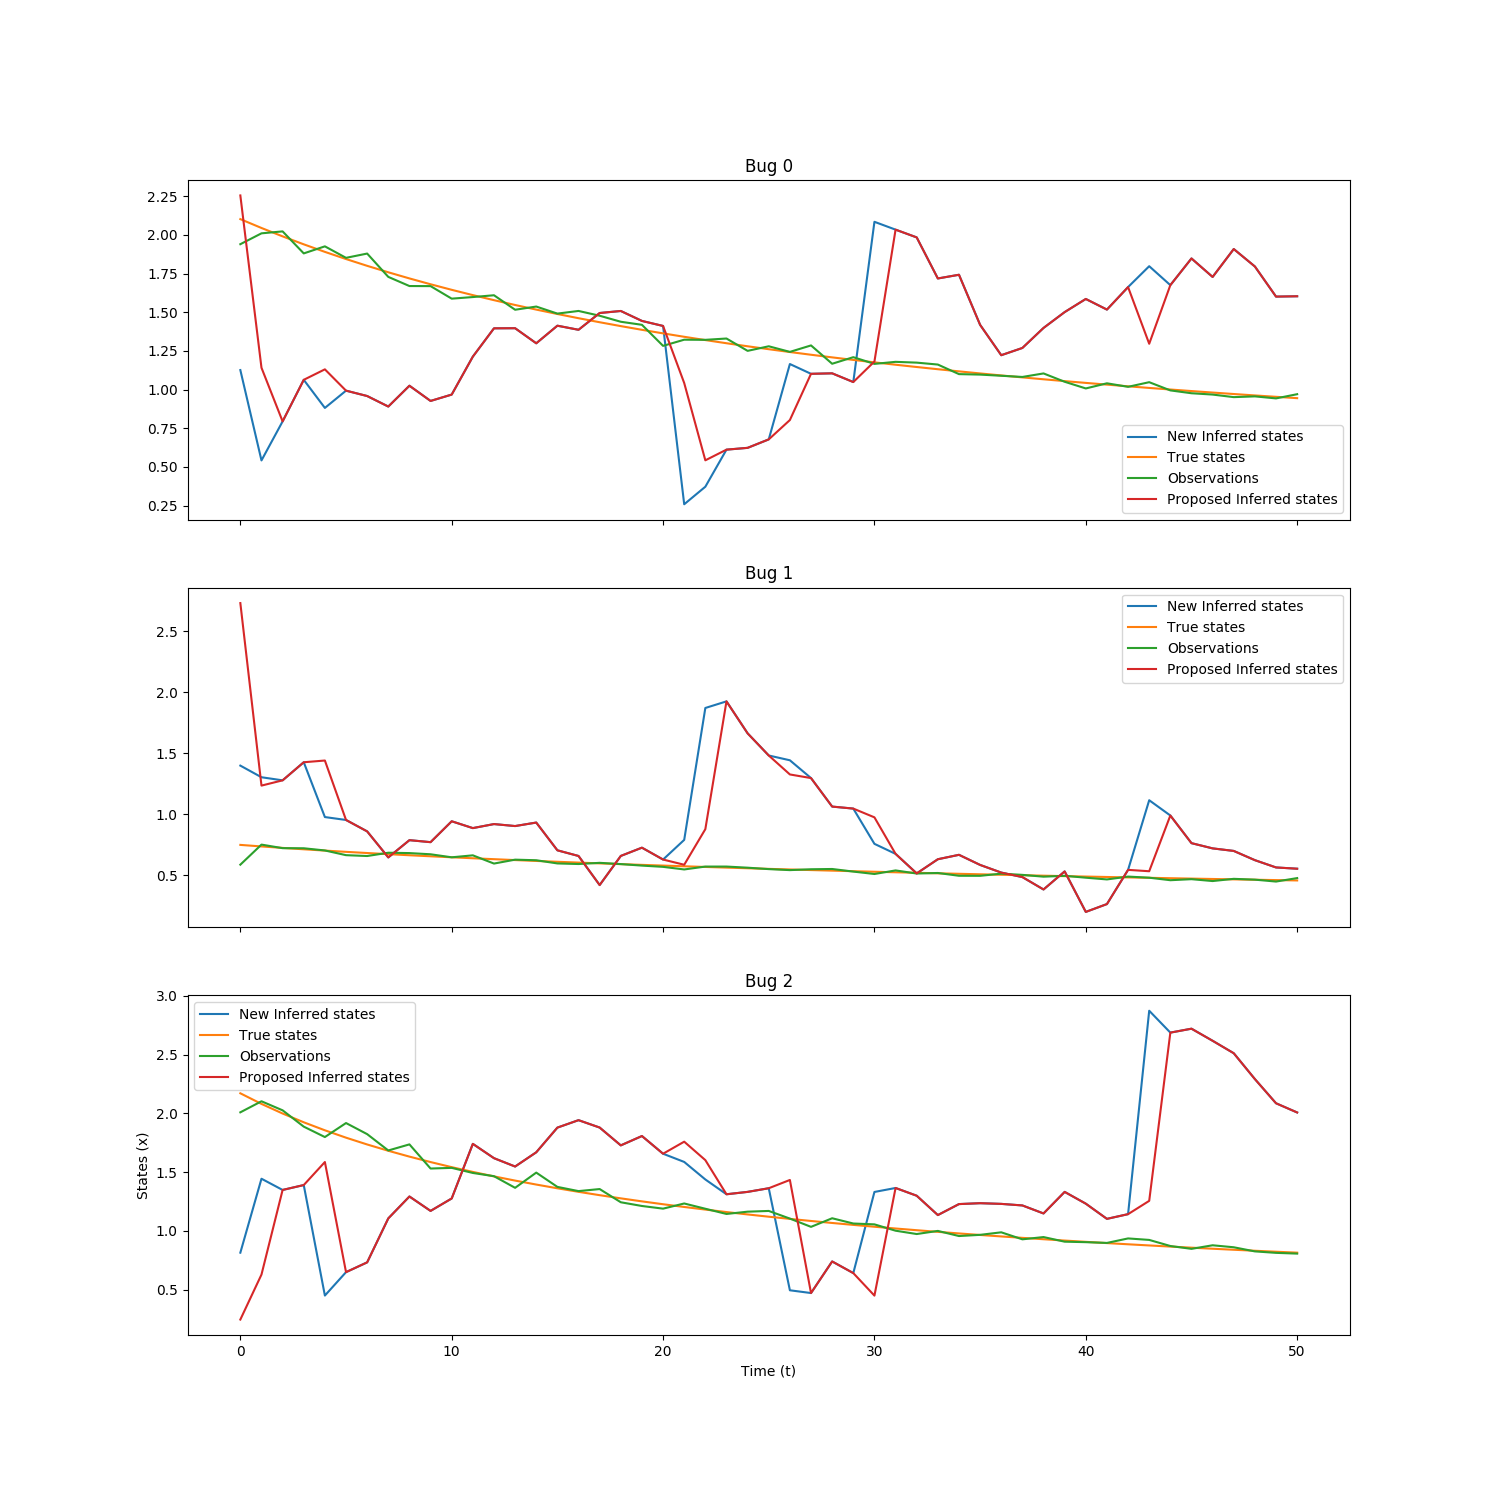 Bug 0
2.25
2.00
1.75
1.50
1.25
1.00
0.75
0.50
0.25
New Inferred states
True states
Observations
Proposed Inferred states
Bug 1
2.5
2.0
1.5
1.0
0.5
New Inferred states
True states
Observations
Proposed Inferred states
Bug 2
3.0
2.5
2.0
1.5
1.0
0.5
States (x)
New Inferred states
True states
Observations
Proposed Inferred states
0 10 20 30 40 50
Time (t)